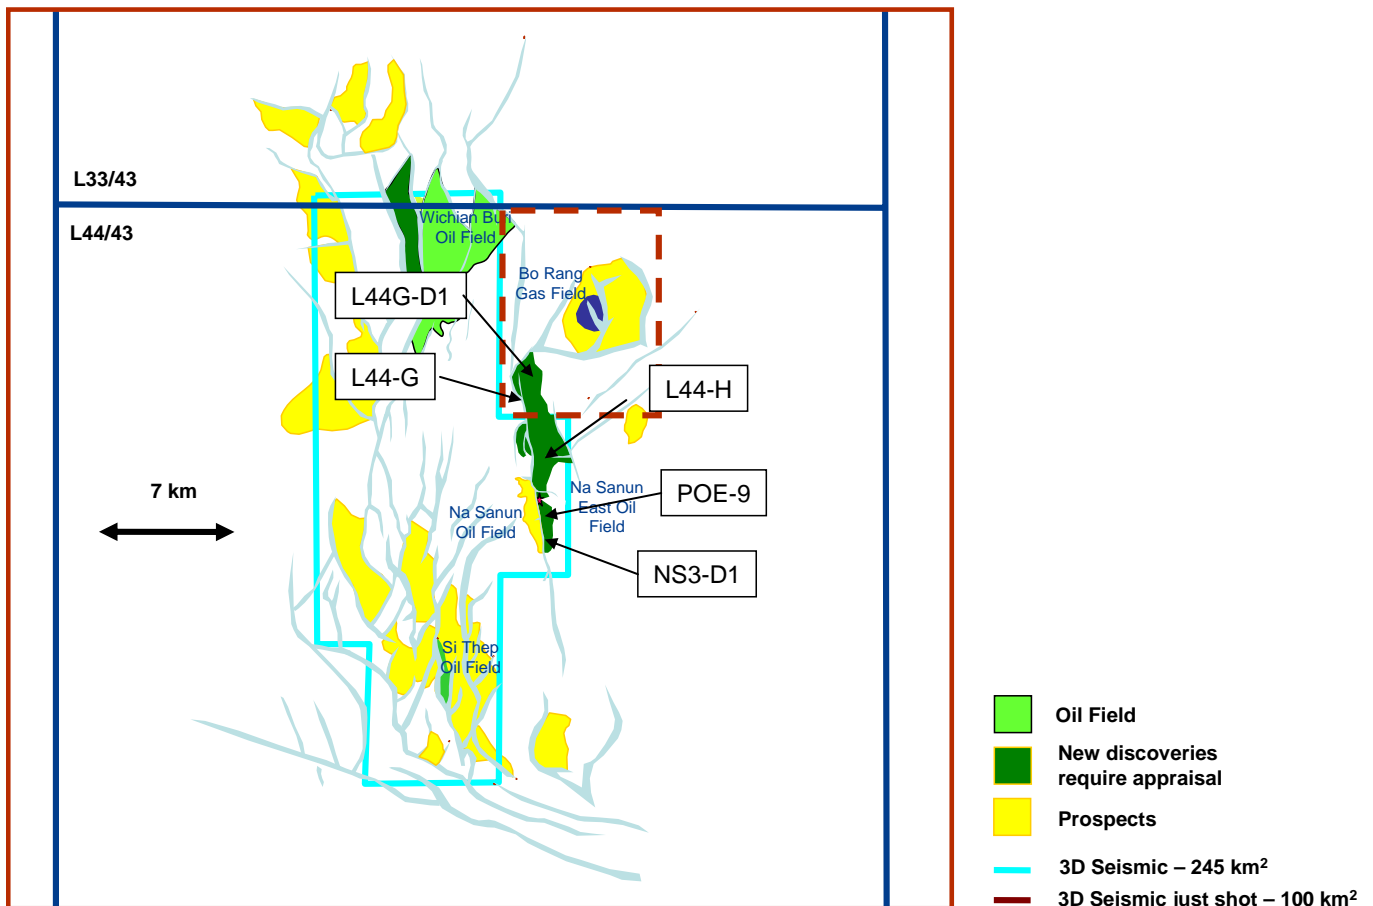 L33/43
L44/43
Wichian Buri
Oil Field
Bo Rang
Gas Field
L44G-D1
L44-G
L44-H
7 km
POE-9
Na Sanun
East Oil
Field
Na Sanun
Oil Field
NS3-D1
Si Thep
Oil Field
Oil Field
New discoveries
require appraisal
Prospects
3D Seismic – 245 km²
3D Seismic just shot – 100 km²